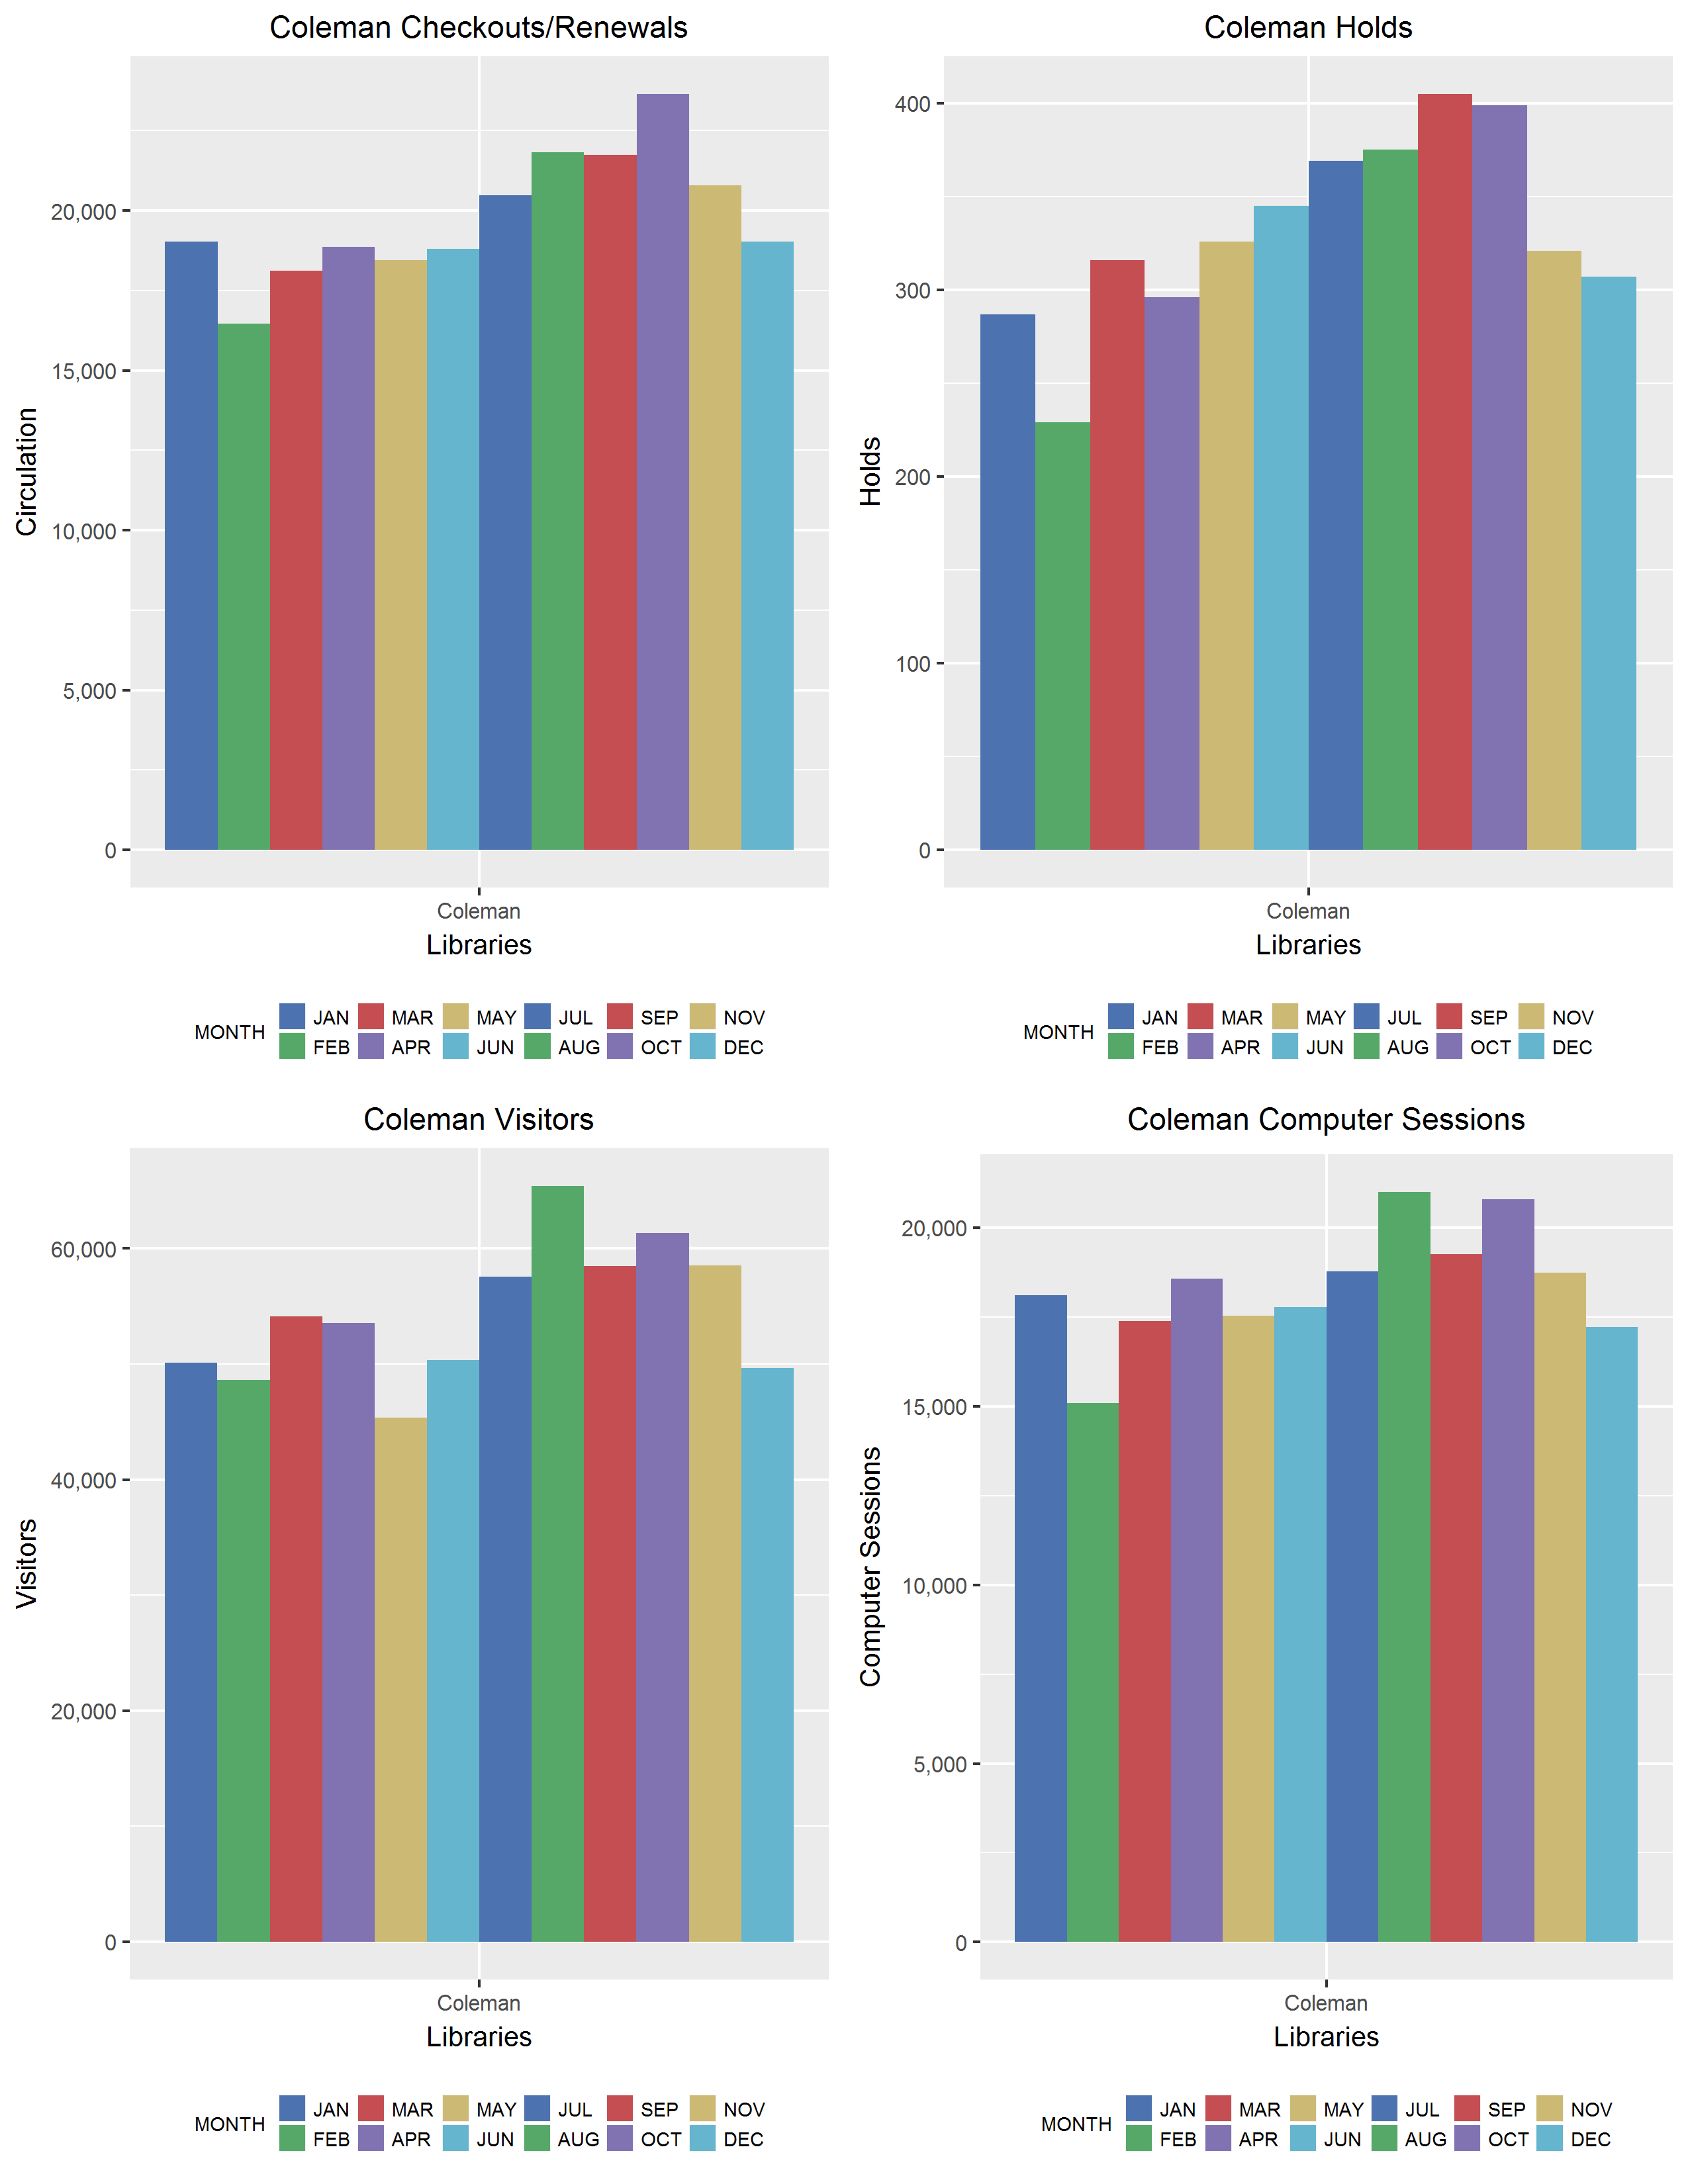 Coleman Checkouts/Renewals
Circulation
20,000
15,000
10,000
5,000
0
Coleman
Libraries
MONTH
JAN MAR MAY JUL SEP NOV
FEB APR JUN AUG OCT DEC
Coleman Holds
Holds
400
300
200
100
0
Coleman
Libraries
MONTH
JAN MAR MAY JUL SEP NOV
FEB APR JUN AUG OCT DEC
Coleman Visitors
Visitors
60,000
40,000
20,000
0
Coleman
Libraries
MONTH
JAN MAR MAY JUL SEP NOV
FEB APR JUN AUG OCT DEC
Coleman Computer Sessions
Computer Sessions
20,000
15,000
10,000
5,000
0
Coleman
Libraries
MONTH
JAN MAR MAY JUL SEP NOV
FEB APR JUN AUG OCT DEC